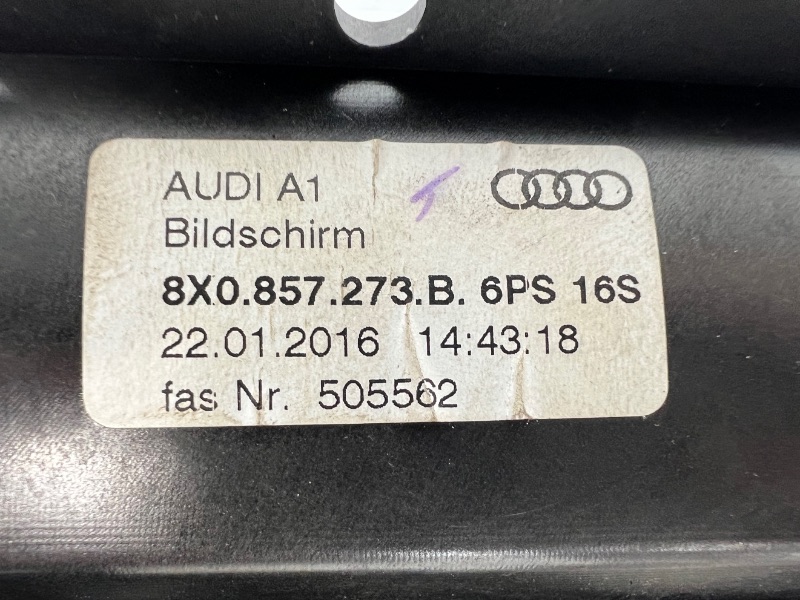 AUDI A1
Bildschirm
8X0.857.273.B. 6PS 16S
22.01.2016 14:43:18
fas Nr. 505562